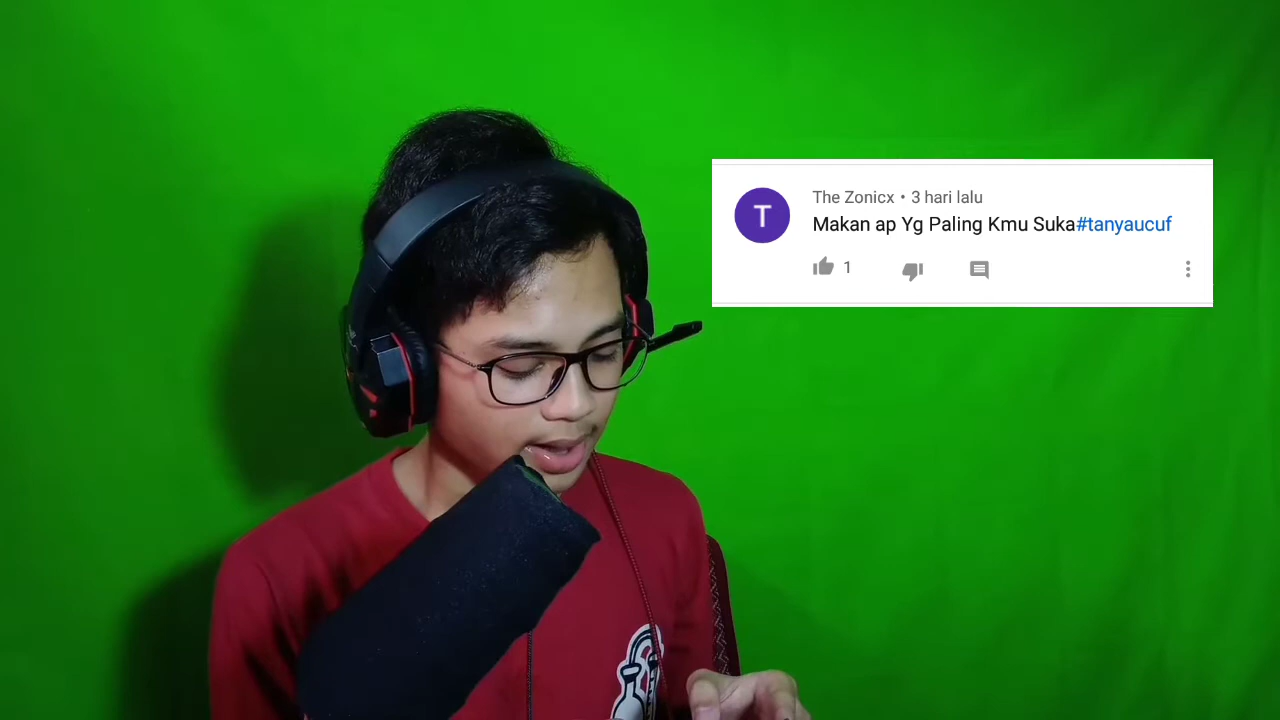 The Zonicx • 3 hari lalu
Makan ap Yg Paling Kmu Suka#tanyaucuf
1